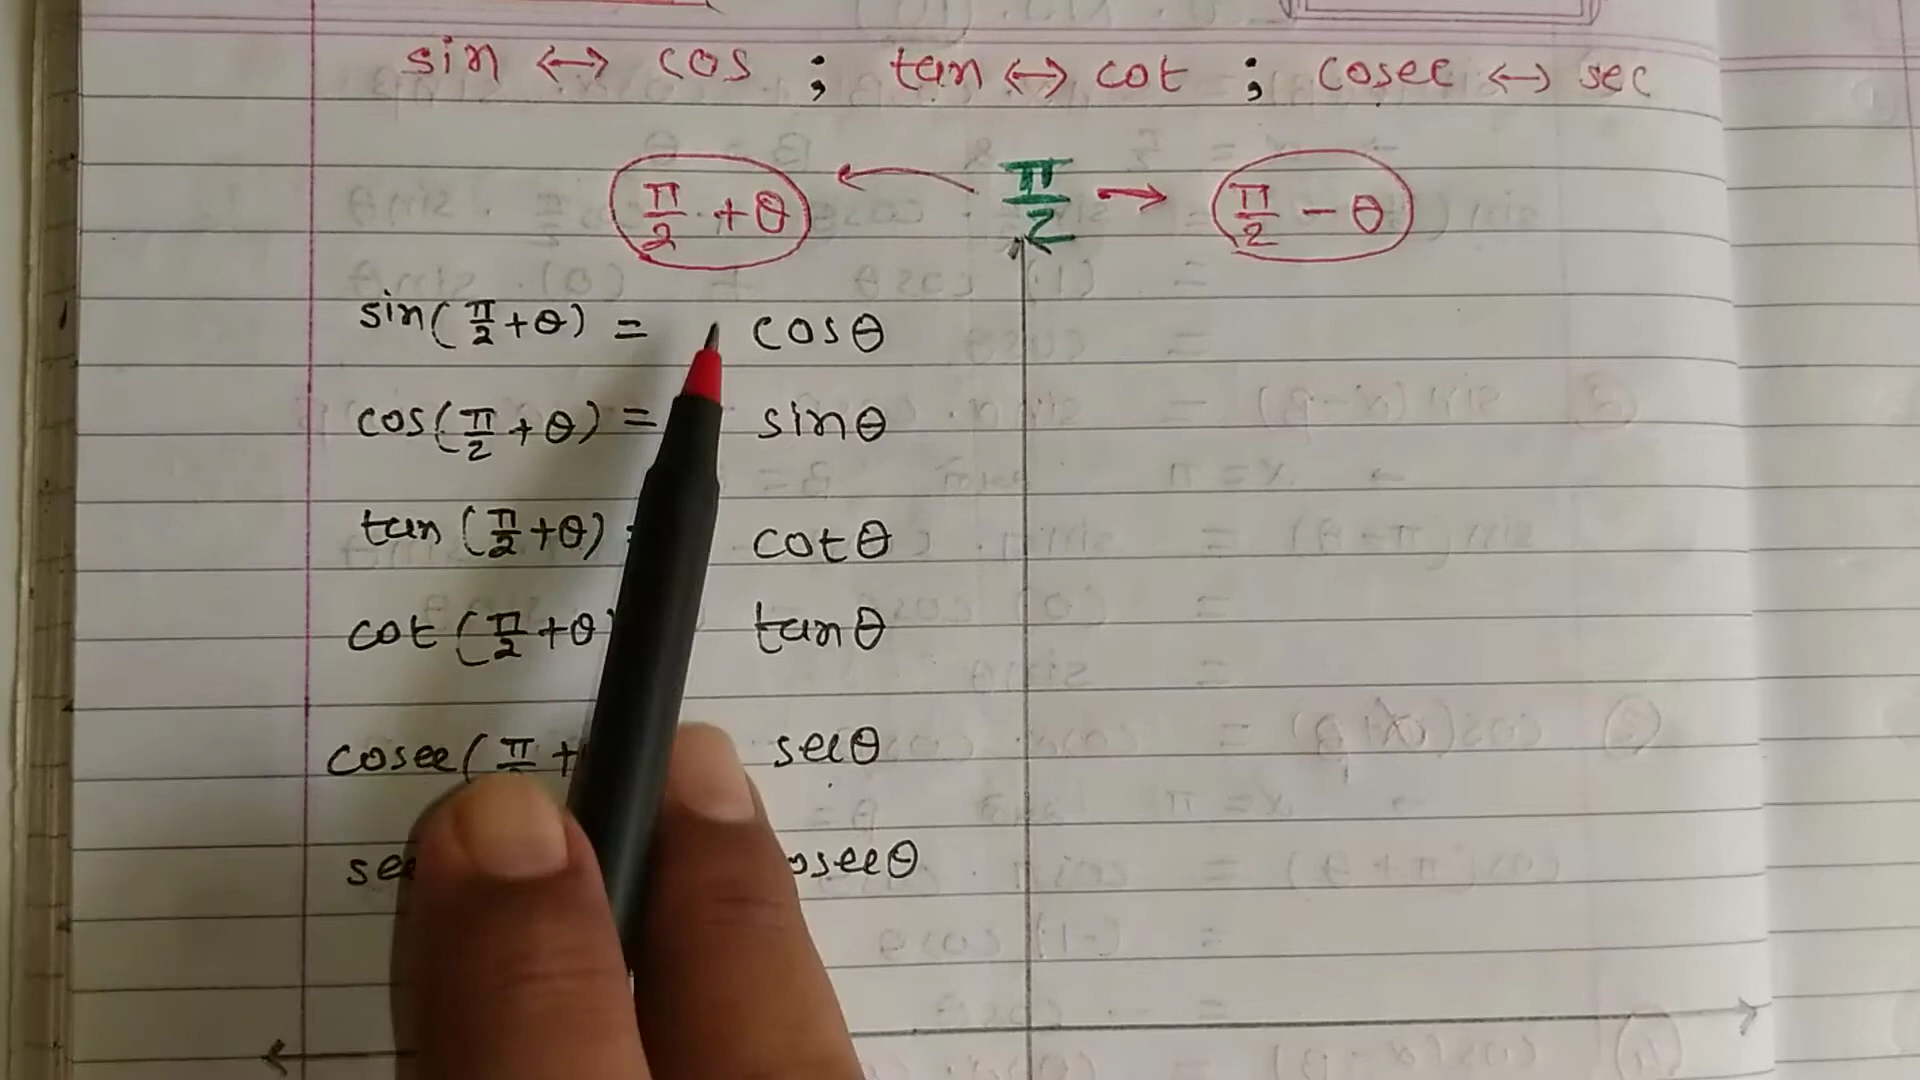 sin ↔ cos ; tan ↔ cot ; cosec ↔ sec
π/2 + θ ← π/2 → π/2 − θ
sin(π/2 + θ) = cosθ
cos(π/2 + θ) = sinθ
tan (π/2 + θ) cotθ
cot (π/2 + θ) tanθ
cosec (π/2 + secθ